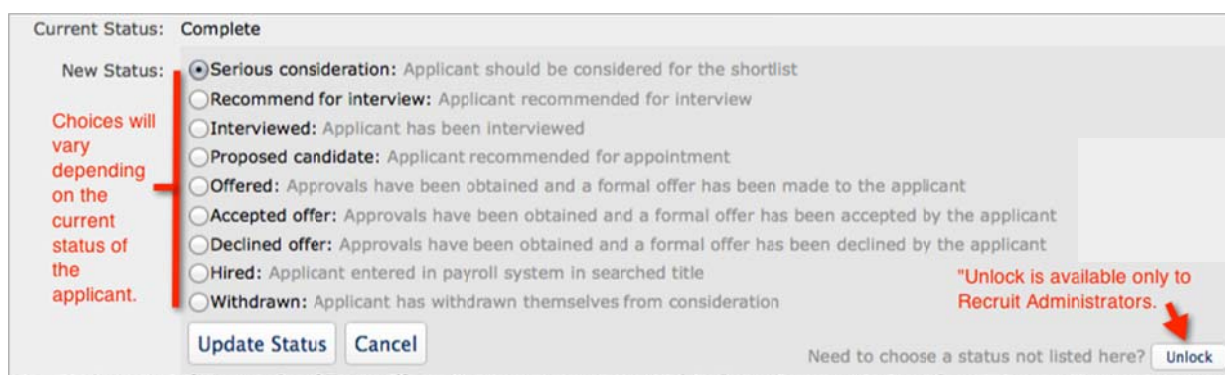 Current Status: Complete
New Status:
Serious consideration: Applicant should be considered for the shortlist
Recommend for interview: Applicant recommended for interview
Interviewed: Applicant has been interviewed
Proposed candidate: Applicant recommended for appointment
Offered: Approvals have been obtained and a formal offer has been made to the applicant
Accepted offer: Approvals have been obtained and a formal offer has been accepted by the applicant
Declined offer: Approvals have been obtained and a formal offer has been declined by the applicant
Hired: Applicant entered in payroll system in searched title
Withdrawn: Applicant has withdrawn themselves from consideration
Choices will
vary
depending
on the
current
status of
the
applicant.
"Unlock is available only to
Recruit Administrators.
Update Status Cancel
Need to choose a status not listed here? Unlock